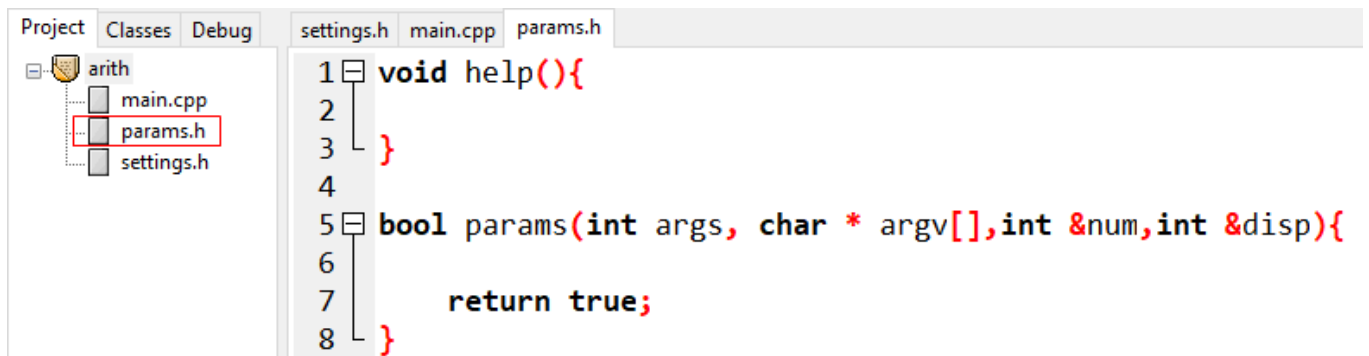 Project Classes Debug
arith
main.cpp
params.h
settings.h
settings.h main.cpp params.h
1 void help(){
2
3 }
4
5 bool params(int args, char * argv[],int &num,int &disp){
6
7 return true;
8 }